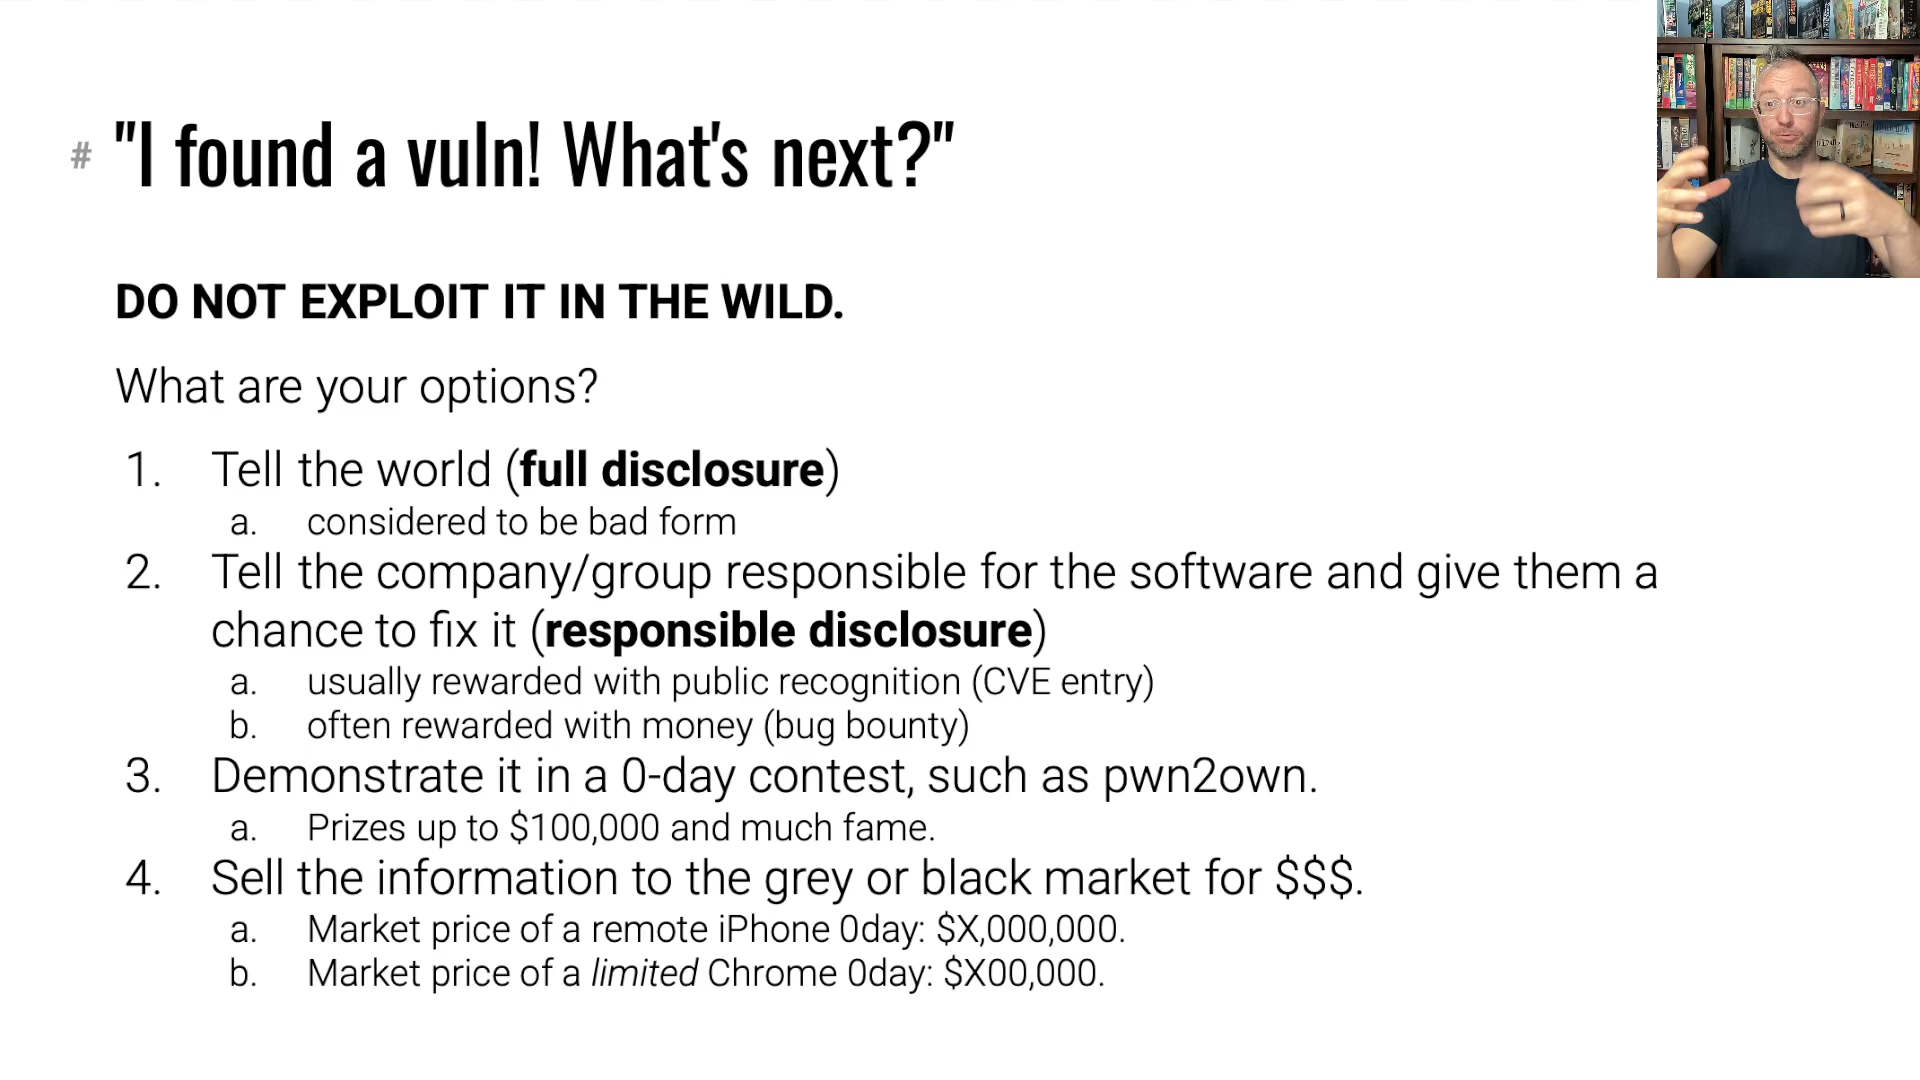 # "I found a vuln! What's next?"
DO NOT EXPLOIT IT IN THE WILD.
What are your options?
1. Tell the world (full disclosure)
a. considered to be bad form
2. Tell the company/group responsible for the software and give them a
chance to fix it (responsible disclosure)
a. usually rewarded with public recognition (CVE entry)
b. often rewarded with money (bug bounty)
3. Demonstrate it in a 0-day contest, such as pwn2own.
a. Prizes up to $100,000 and much fame.
4. Sell the information to the grey or black market for $$$.
a. Market price of a remote iPhone 0day: $X,000,000.
b. Market price of a limited Chrome 0day: $X00,000.